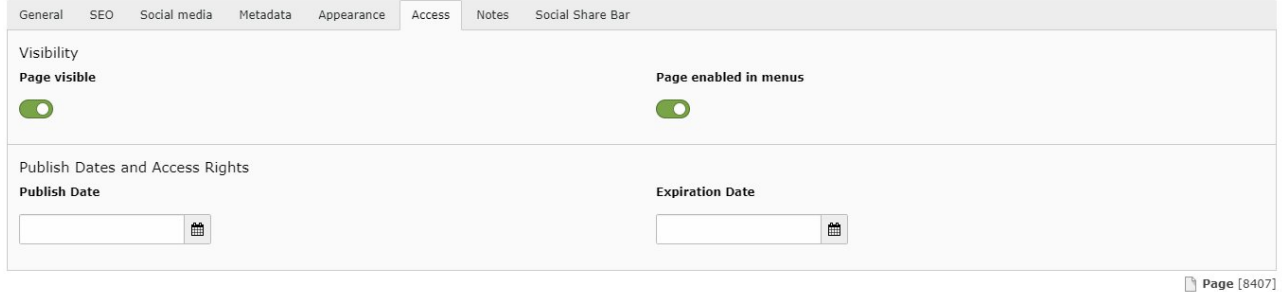 General SEO Social media Metadata Appearance Access Notes Social Share Bar
Visibility
Page visible Page enabled in menus
Publish Dates and Access Rights
Publish Date Expiration Date
Page [8407]